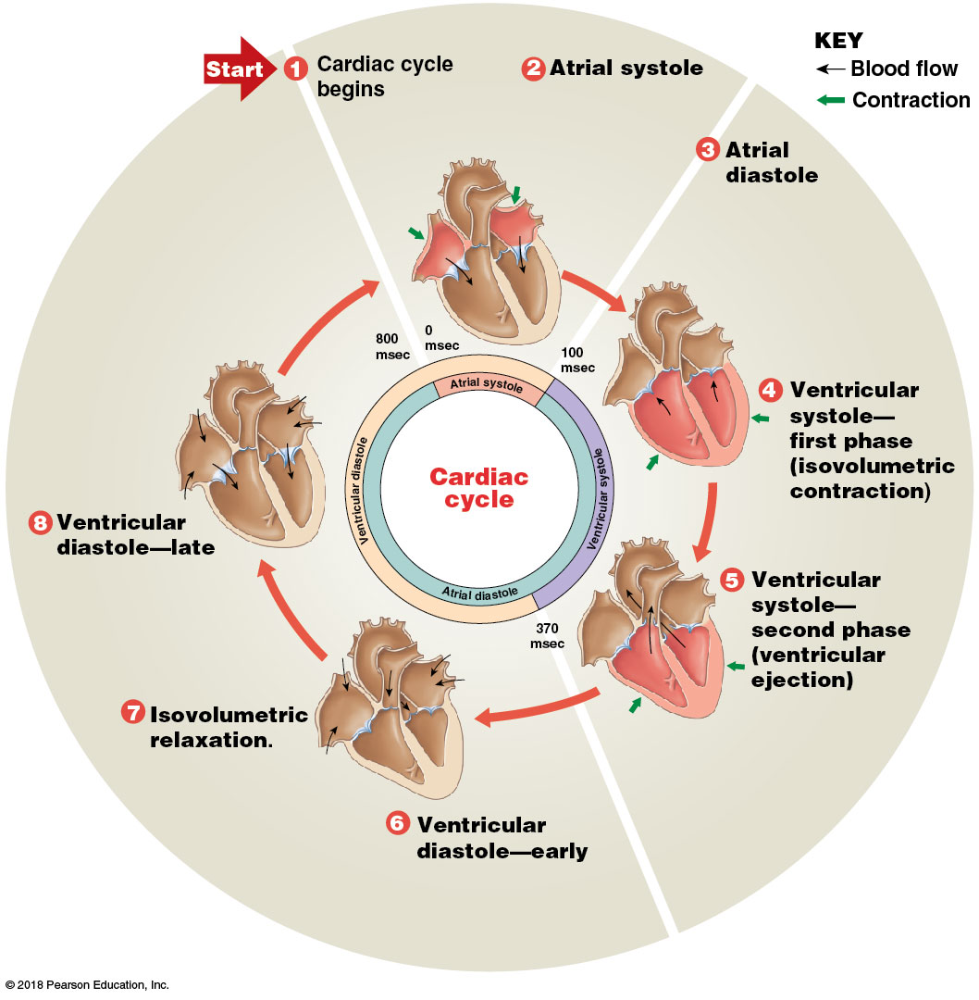 KEY
Blood flow
Contraction
Start
1 Cardiac cycle
begins
2 Atrial systole
3 Atrial
diastole
800
msec
0
msec
100
msec
4 Ventricular
systole—
first phase
(isovolumetric
contraction)
5 Ventricular
systole—
second phase
(ventricular
ejection)
370
msec
6 Ventricular
diastole—early
7 Isovolumetric
relaxation.
8 Ventricular
diastole—late
Atrial systole
Ventricular systole
Atrial diastole
Ventricular diastole
Cardiac
cycle
© 2018 Pearson Education, Inc.